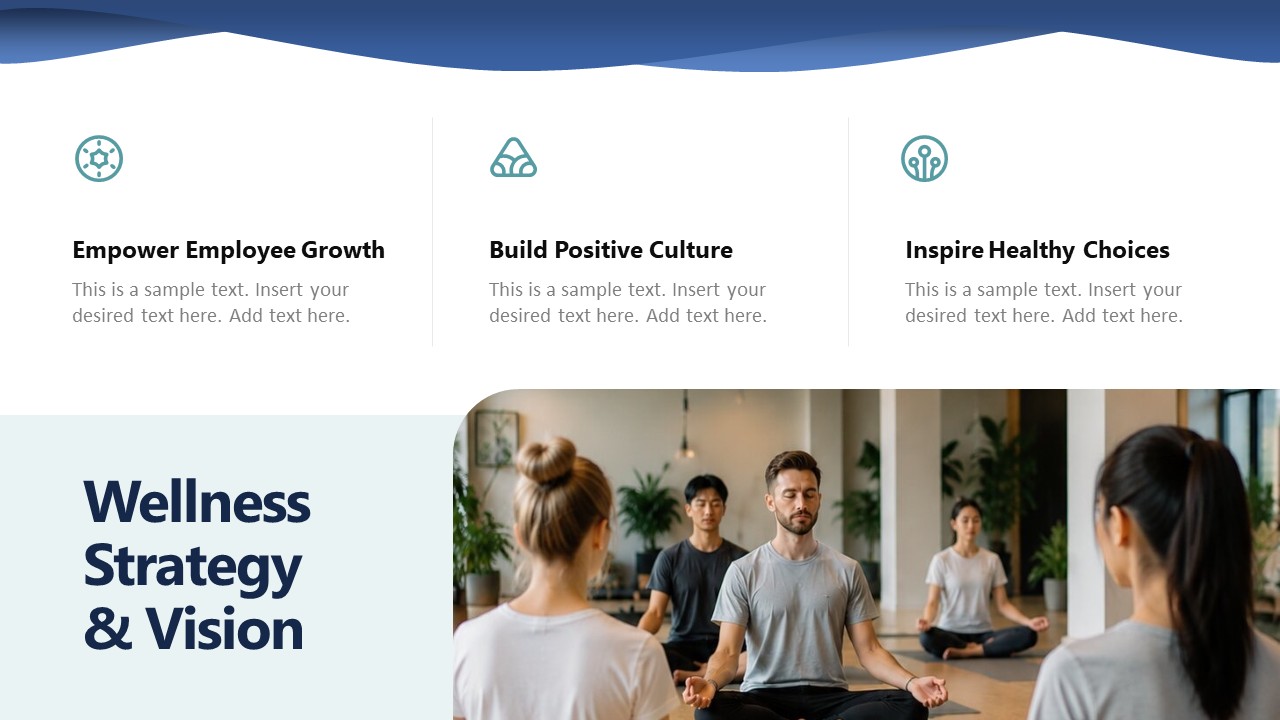 Empower Employee Growth
This is a sample text. Insert your
desired text here. Add text here.
Build Positive Culture
This is a sample text. Insert your
desired text here. Add text here.
Inspire Healthy Choices
This is a sample text. Insert your
desired text here. Add text here.
Wellness
Strategy
& Vision